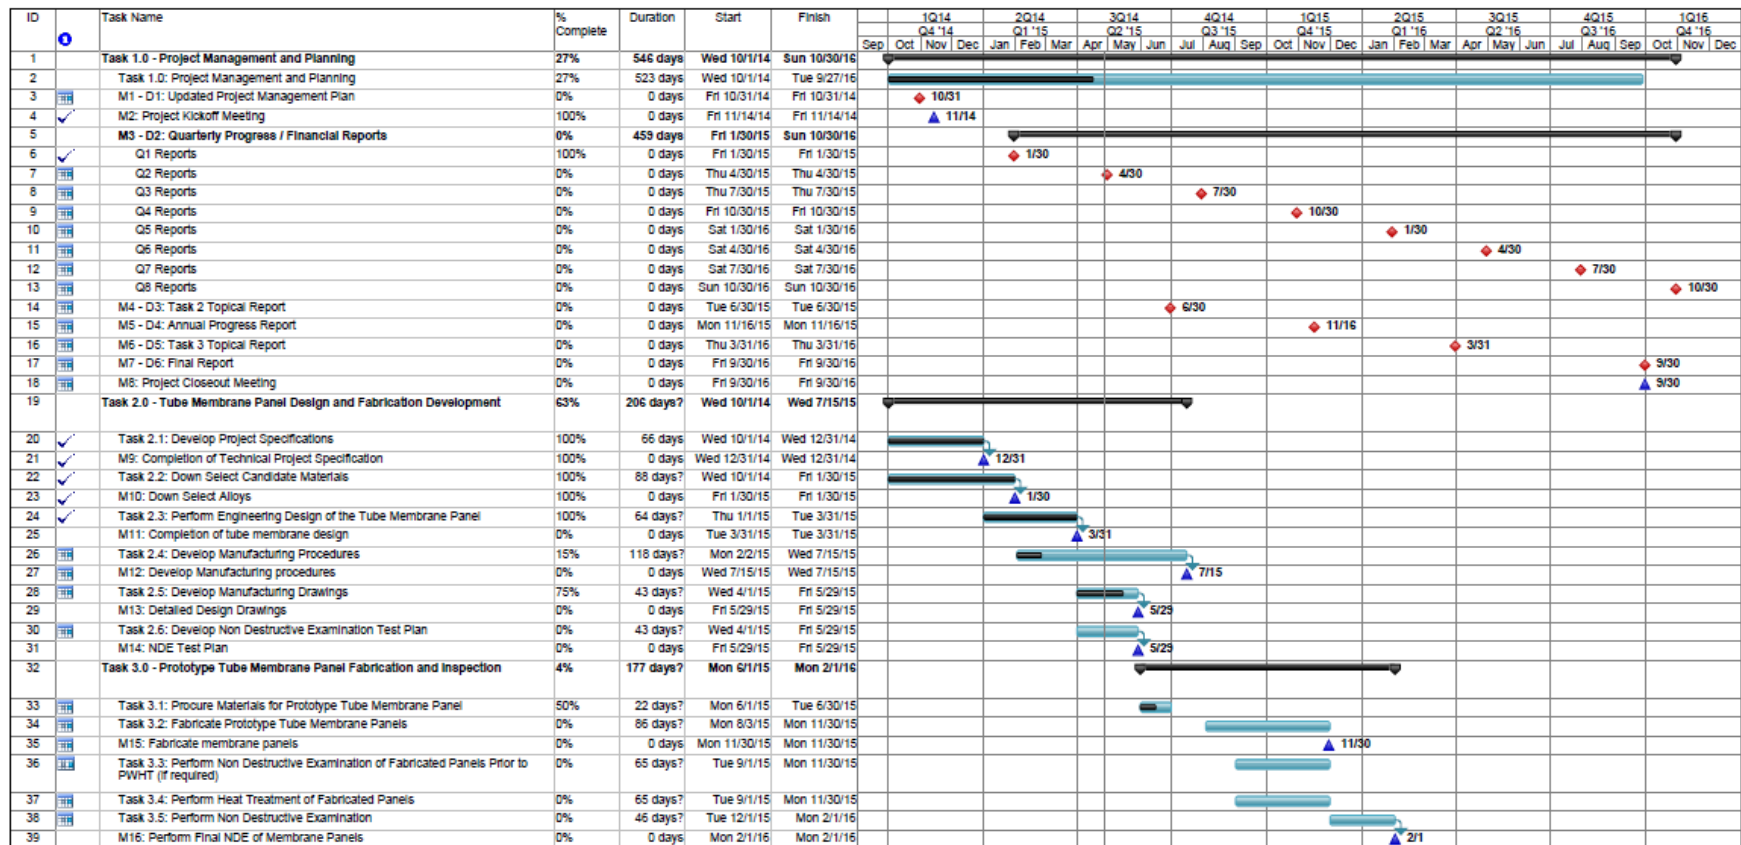 ID Task Name % Complete Duration Start Finish
1Q14 2Q14 3Q14 4Q14 1Q15 2Q15 3Q15 4Q15 1Q16
Q4 '14 Q1 '15 Q2 '15 Q3 '15 Q4 '15 Q1 '16 Q2 '16 Q3 '16 Q4 '16
Sep Oct Nov Dec Jan Feb Mar Apr May Jun Jul Aug Sep Oct Nov Dec Jan Feb Mar Apr May Jun Jul Aug Sep Oct Nov Dec
1 Task 1.0 - Project Management and Planning 27% 546 days Wed 10/1/14 Sun 10/30/16
2 Task 1.0: Project Management and Planning 27% 523 days Wed 10/1/14 Tue 9/27/16
3 M1 - D1: Updated Project Management Plan 0% 0 days Fri 10/31/14 Fri 10/31/14 10/31
4 M2: Project Kickoff Meeting 100% 0 days Fri 11/14/14 Fri 11/14/14 11/14
5 M3 - D2: Quarterly Progress / Financial Reports 0% 459 days Fri 1/30/15 Sun 10/30/16
6 Q1 Reports 100% 0 days Fri 1/30/15 Fri 1/30/15 1/30
7 Q2 Reports 0% 0 days Thu 4/30/15 Thu 4/30/15 4/30
8 Q3 Reports 0% 0 days Thu 7/30/15 Thu 7/30/15 7/30
9 Q4 Reports 0% 0 days Fri 10/30/15 Fri 10/30/15 10/30
10 Q5 Reports 0% 0 days Sat 1/30/16 Sat 1/30/16 1/30
11 Q6 Reports 0% 0 days Sat 4/30/16 Sat 4/30/16 4/30
12 Q7 Reports 0% 0 days Sat 7/30/16 Sat 7/30/16 7/30
13 Q8 Reports 0% 0 days Sun 10/30/16 Sun 10/30/16 10/30
14 M4 - D3: Task 2 Topical Report 0% 0 days Tue 6/30/15 Tue 6/30/15 6/30
15 M5 - D4: Annual Progress Report 0% 0 days Mon 11/16/15 Mon 11/16/15 11/16
16 M6 - D5: Task 3 Topical Report 0% 0 days Thu 3/31/16 Thu 3/31/16 3/31
17 M7 - D6: Final Report 0% 0 days Fri 9/30/16 Fri 9/30/16 9/30
18 M8: Project Closeout Meeting 0% 0 days Fri 9/30/16 Fri 9/30/16 9/30
19 Task 2.0 - Tube Membrane Panel Design and Fabrication Development 63% 206 days? Wed 10/1/14 Wed 7/15/15
20 Task 2.1: Develop Project Specifications 100% 66 days Wed 10/1/14 Wed 12/31/14
21 M9: Completion of Technical Project Specification 100% 0 days Wed 12/31/14 Wed 12/31/14 12/31
22 Task 2.2: Down Select Candidate Materials 100% 88 days? Wed 10/1/14 Fri 1/30/15
23 M10: Down Select Alloys 100% 0 days Fri 1/30/15 Fri 1/30/15 1/30
24 Task 2.3: Perform Engineering Design of the Tube Membrane Panel 100% 64 days? Thu 1/1/15 Tue 3/31/15
25 M11: Completion of tube membrane design 0% 0 days Tue 3/31/15 Tue 3/31/15 3/31
26 Task 2.4: Develop Manufacturing Procedures 15% 118 days? Mon 2/2/15 Wed 7/15/15
27 M12: Develop Manufacturing procedures 0% 0 days Wed 7/15/15 Wed 7/15/15 7/15
28 Task 2.5: Develop Manufacturing Drawings 75% 43 days? Wed 4/1/15 Fri 5/29/15
29 M13: Detailed Design Drawings 0% 0 days Fri 5/29/15 Fri 5/29/15 5/29
30 Task 2.6: Develop Non Destructive Examination Test Plan 0% 43 days? Wed 4/1/15 Fri 5/29/15
31 M14: NDE Test Plan 0% 0 days Fri 5/29/15 Fri 5/29/15 5/29
32 Task 3.0 - Prototype Tube Membrane Panel Fabrication and Inspection 4% 177 days? Mon 6/1/15 Mon 2/1/16
33 Task 3.1: Procure Materials for Prototype Tube Membrane Panel 50% 22 days? Mon 6/1/15 Tue 6/30/15
34 Task 3.2: Fabricate Prototype Tube Membrane Panels 0% 86 days? Mon 8/3/15 Mon 11/30/15
35 M15: Fabricate membrane panels 0% 0 days Mon 11/30/15 Mon 11/30/15 11/30
36 Task 3.3: Perform Non Destructive Examination of Fabricated Panels Prior to 0% 65 days? Tue 9/1/15 Mon 11/30/15
PWHT (if required)
37 Task 3.4: Perform Heat Treatment of Fabricated Panels 0% 65 days? Tue 9/1/15 Mon 11/30/15
38 Task 3.5: Perform Non Destructive Examination 0% 46 days? Tue 12/1/15 Mon 2/1/16
39 M16: Perform Final NDE of Membrane Panels 0% 0 days Mon 2/1/16 Mon 2/1/16 2/1